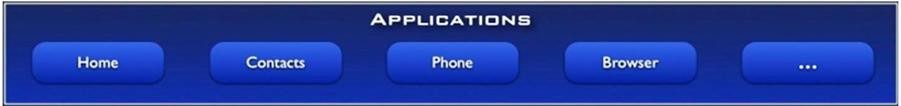 APPLICATIONS
Home Contacts Phone Browser ...